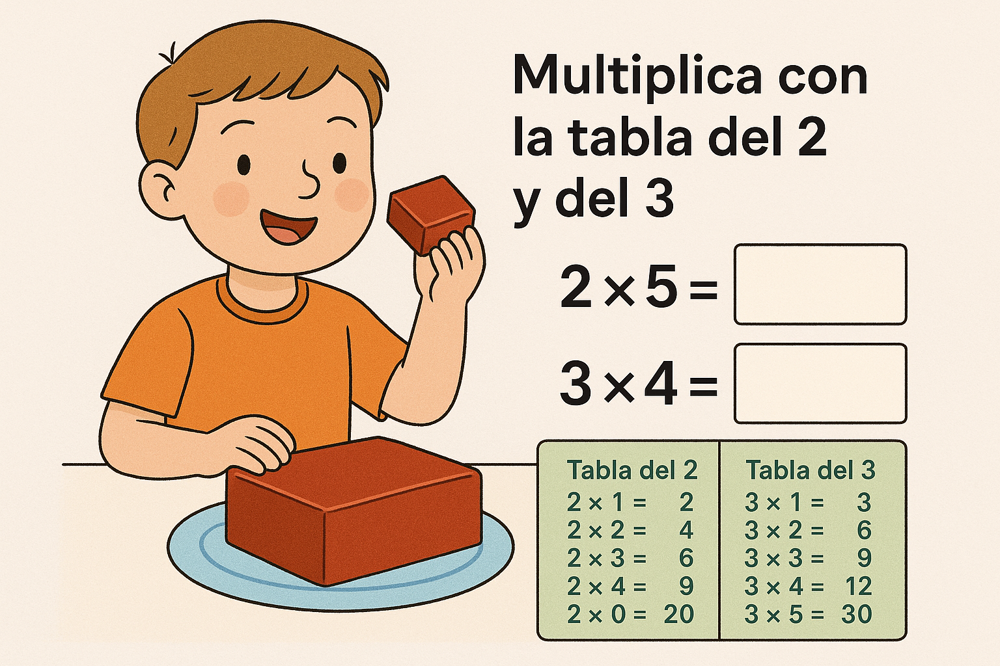 Multiplica con
la tabla del 2
y del 3
2 × 5 =
3 × 4 =
Tabla del 2
2 × 1 = 2
2 × 2 = 4
2 × 3 = 6
2 × 4 = 9
2 × 0 = 20
Tabla del 3
3 × 1 = 3
3 × 2 = 6
3 × 3 = 9
3 × 4 = 12
3 × 5 = 30